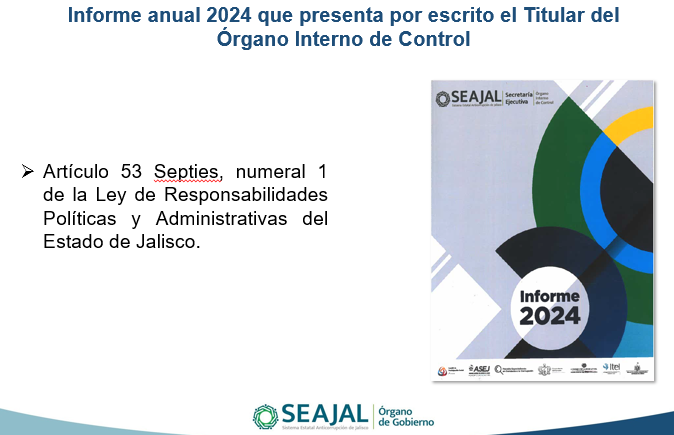 Informe anual 2024 que presenta por escrito el Titular del
Órgano Interno de Control
Artículo 53 Septies, numeral 1
de la Ley de Responsabilidades
Políticas y Administrativas del
Estado de Jalisco.
SEAJAL
Secretaría
Ejecutiva
Órgano
Interno
de Control
Informe
2024
ASEJ
itei
SEAJAL
Sistema Estatal Anticorrupción de Jalisco
Órgano
de Gobierno